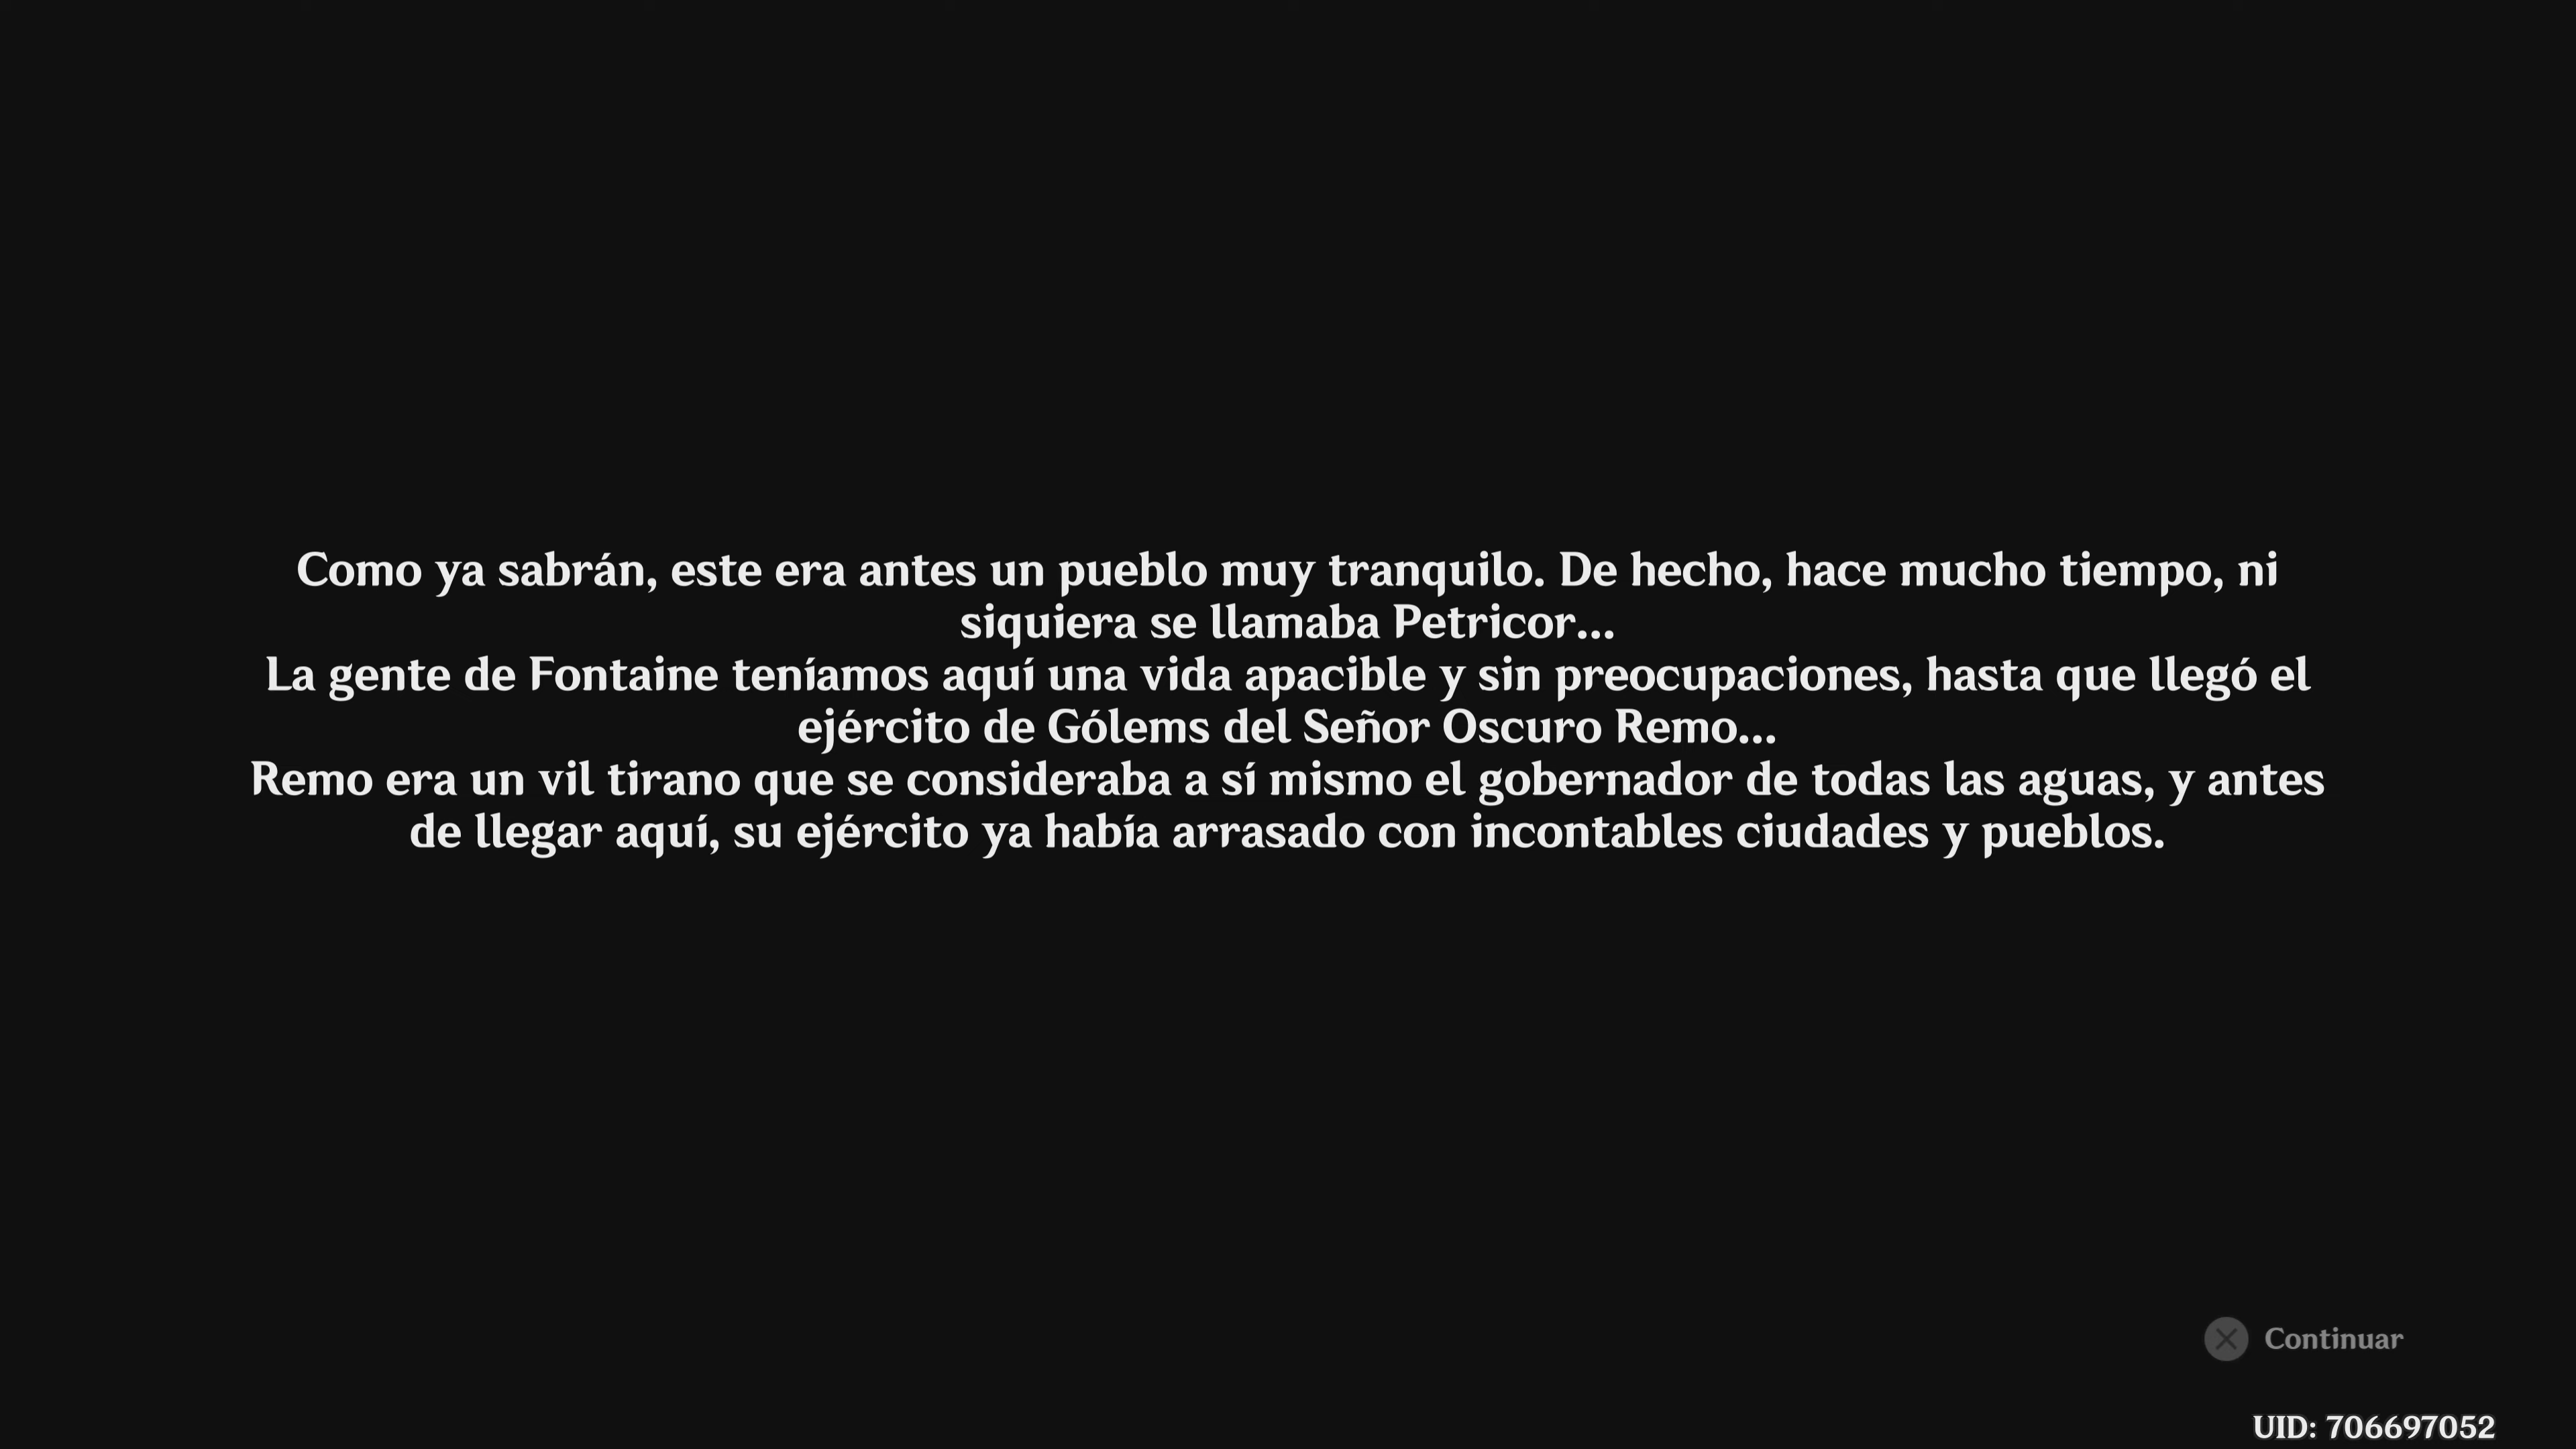 Como ya sabrán, este era antes un pueblo muy tranquilo. De hecho, hace mucho tiempo, ni
siquiera se llamaba Petricor...
La gente de Fontaine teníamos aquí una vida apacible y sin preocupaciones, hasta que llegó el
ejército de Gólems del Señor Oscuro Remo...
Remo era un vil tirano que se consideraba a sí mismo el gobernador de todas las aguas, y antes
de llegar aquí, su ejército ya había arrasado con incontables ciudades y pueblos.
Continuar
UID: 706697052